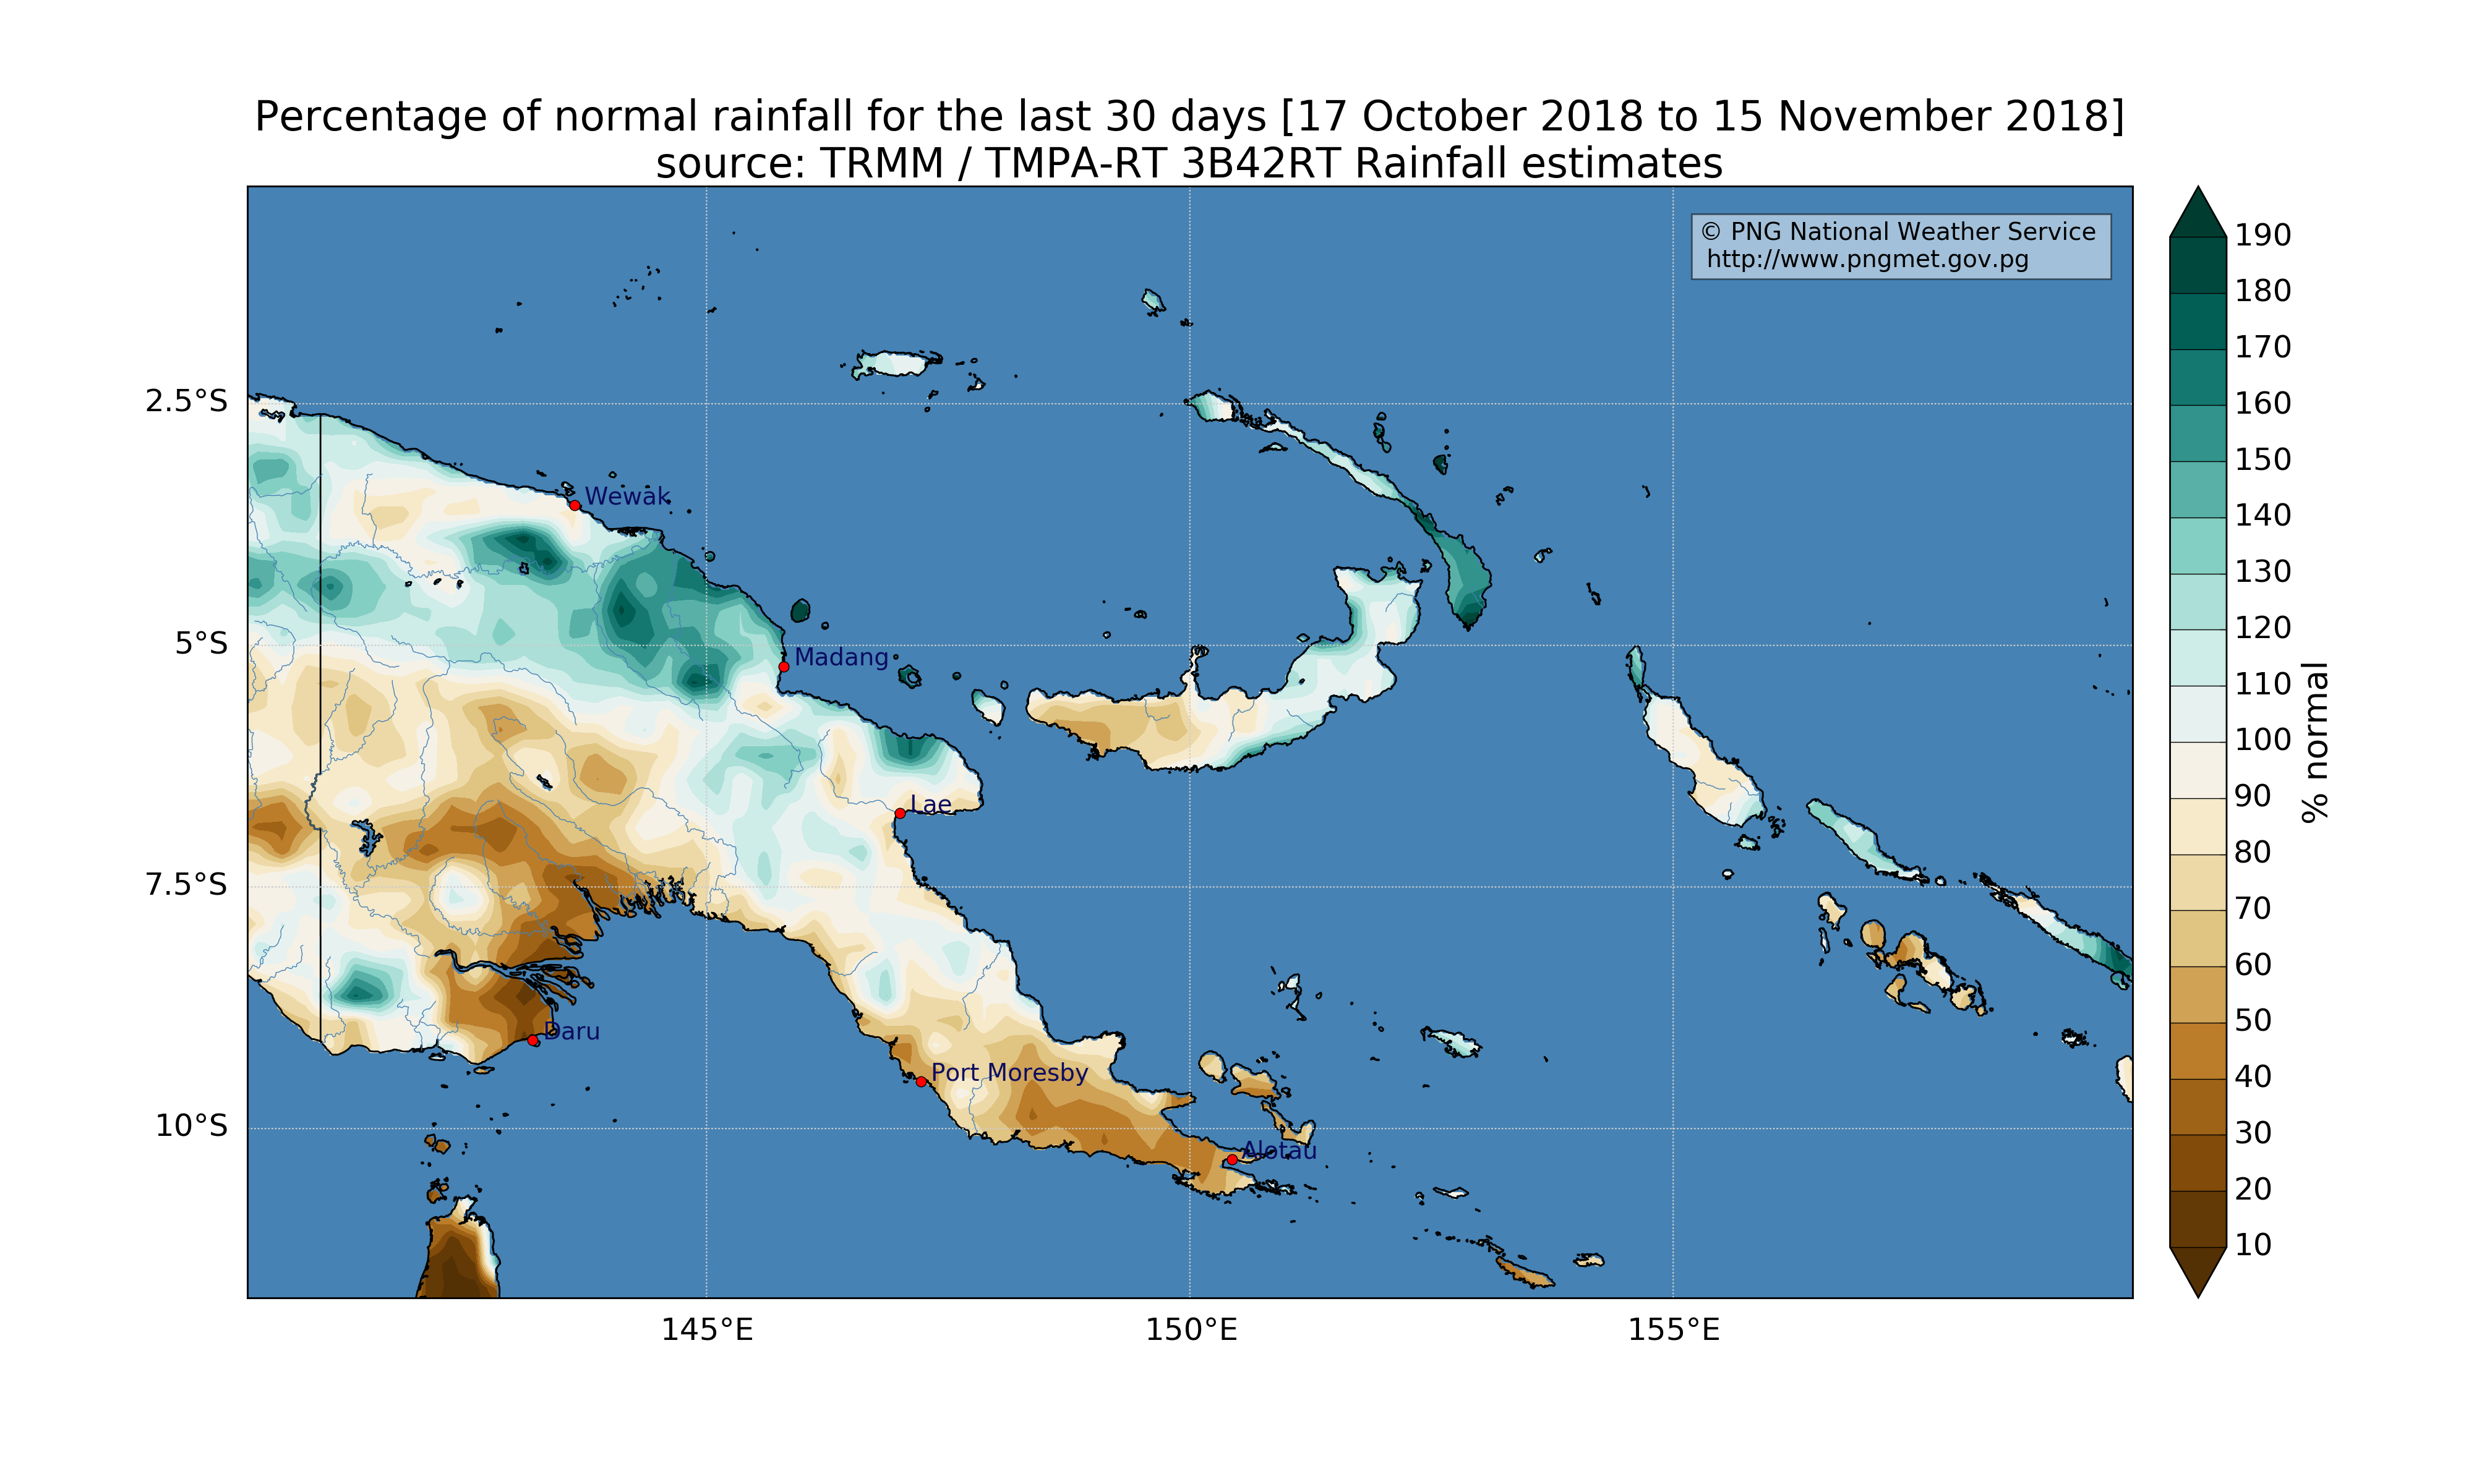 Percentage of normal rainfall for the last 30 days [17 October 2018 to 15 November 2018]
source: TRMM / TMPA-RT 3B42RT Rainfall estimates
© PNG National Weather Service
http://www.pngmet.gov.pg
2.5°S
5°S
7.5°S
10°S
Wewak
Madang
Lae
Daru
Port Moresby
Alotau
145°E
150°E
155°E
190
180
170
160
150
140
130
120
110
100
90
80
70
60
50
40
30
20
10
% normal